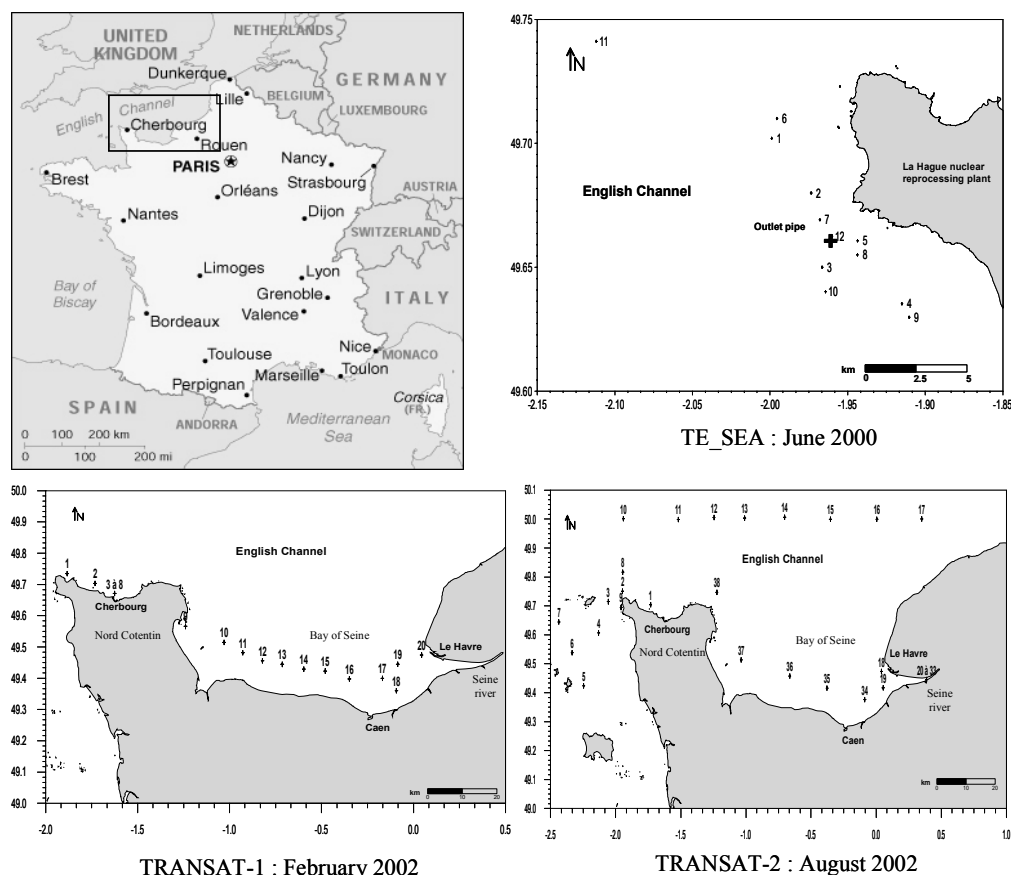 UNITED
KINGDOM
NETHERLANDS
Dunkerque
GERMANY
BELGIUM
Lille
LUXEMBOURG
English Channel
Cherbourg
Rouen
PARIS
Nancy
Strasbourg
Brest
Orléans
AUSTRIA
Nantes
Dijon
SWITZERLAND
Limoges
Lyon
Bay of
Biscay
Grenoble
ITALY
Valence
Bordeaux
Nice
MONACO
Toulouse
Marseille
Toulon
Perpignan
Corsica
(FR.)
SPAIN
ANDORRA
Mediterranean
Sea
0 100 200 km
0 100 200 mi
49.75
N
11
6
49.70
1
La Hague nuclear
reprocessing plant
English Channel
2
7
Outlet pipe
12
5
8
49.65
3
10
4
9
km
0 2.5 5
49.60
-2.15 -2.10 -2.05 -2.00 -1.95 -1.90 -1.85
TE_SEA : June 2000
50.0
N
49.9
English Channel
49.8
1
2
3 à 8
49.7
Cherbourg
49.6
Nord Cotentin
10
11
12
13
14
15
16
17
18
19
20
Bay of Seine
Le Havre
49.5
Seine
river
49.4
49.3
Caen
49.2
49.1
km
0 10 20
49.0
-2.0 -1.5 -1.0 -0.5 0.0 0.5
TRANSAT-1 : February 2002
50.1
10 11 12 13 14 15 16 17
N
50.0
49.9
English Channel
49.8
8
2
38
3
1
49.7
7
Cherbourg
4
49.6
6
Nord Cotentin
Bay of Seine
Le Havre
37
49.5
36
18
20 à 33
5
35
19
Seine
river
49.4
34
49.3
Caen
49.2
49.1
km
0 10 20
49.0
-2.5 -2.0 -1.5 -1.0 -0.5 0.0 0.5 1.0
TRANSAT-2 : August 2002